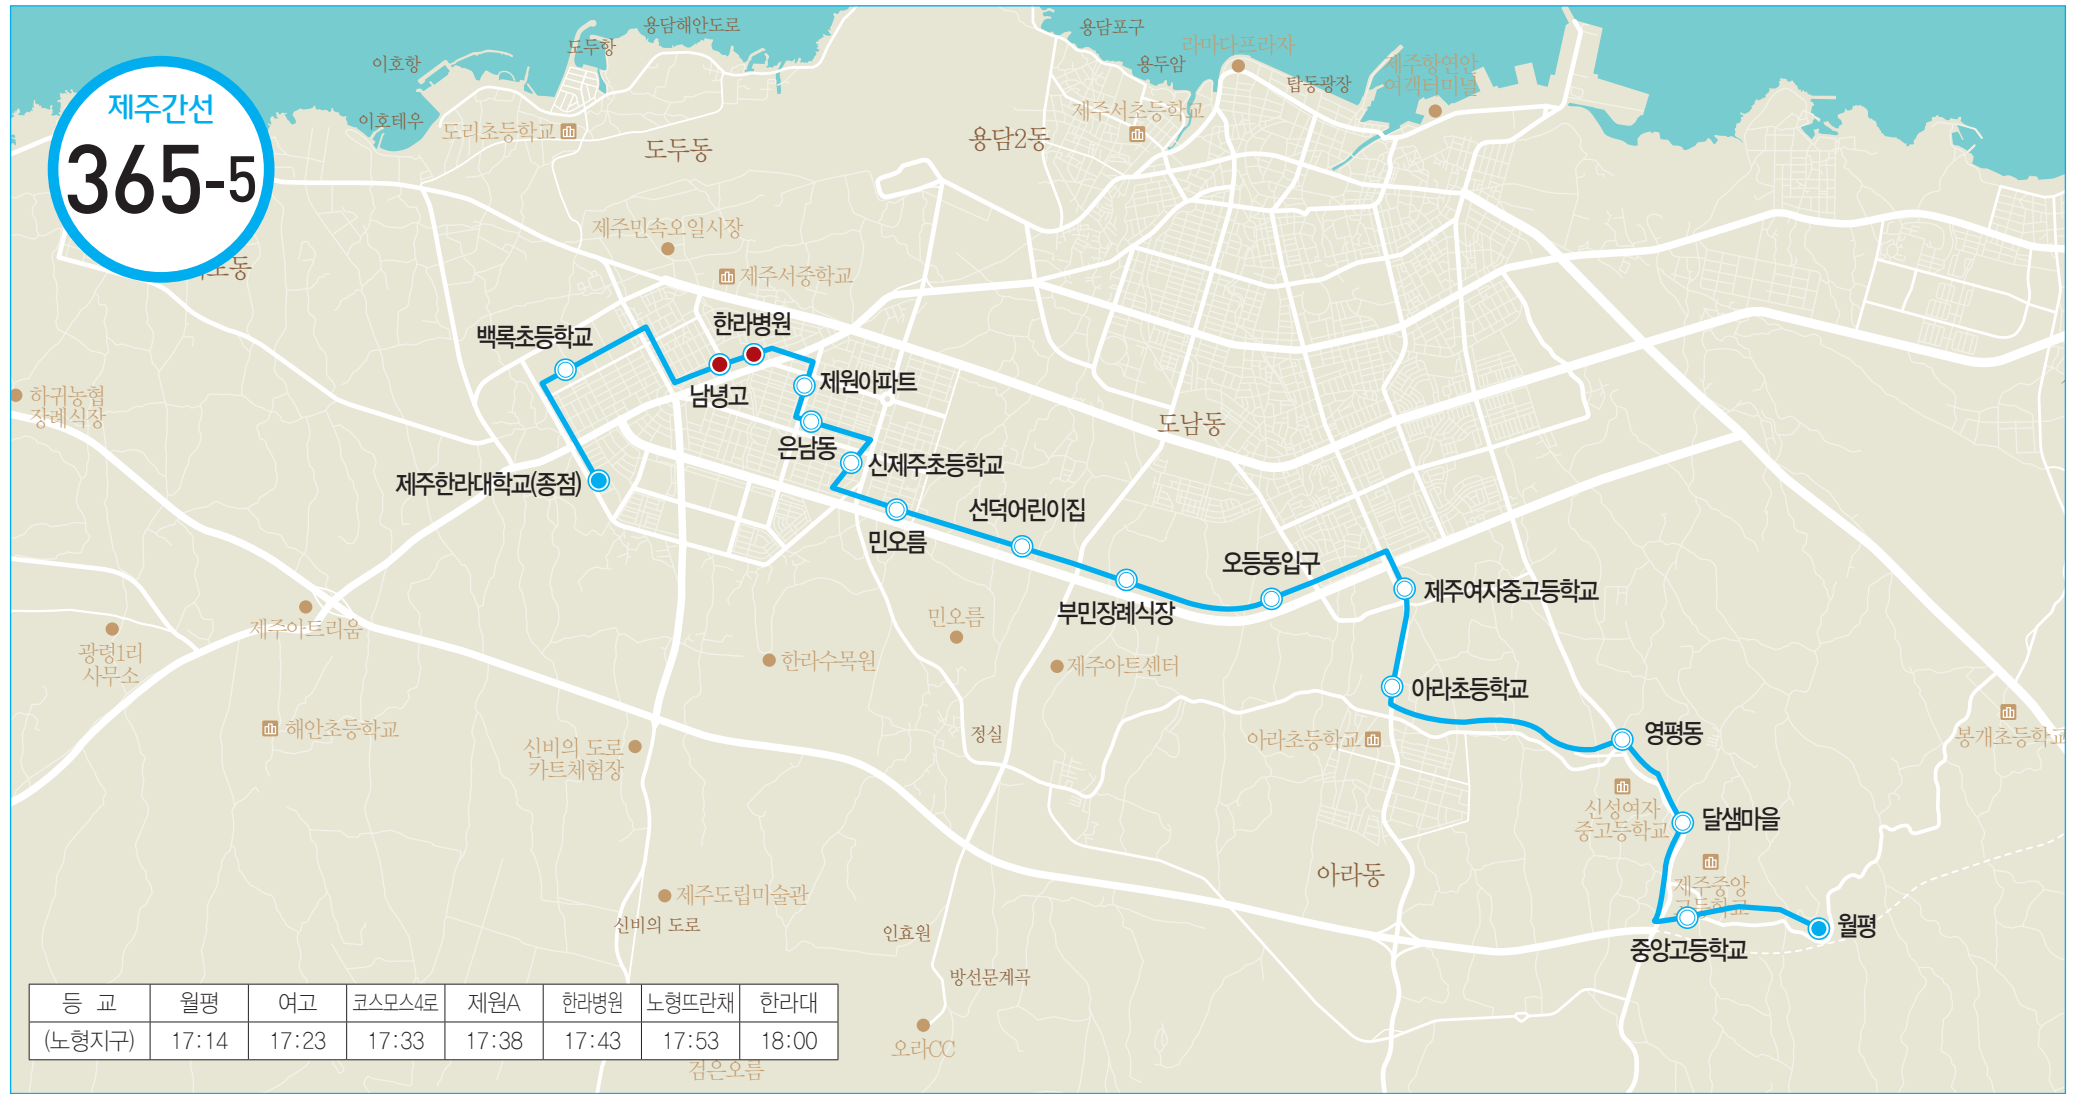 제주간선
365-5
용담해안도로
도두항
이호항
이호테우
도리초등학교
도두동
용담포구
라마다프라자
용두암
탑동광장
제주항연안
여객터미널
제주서초등학교
용담2동
제주민속오일시장
제주서중학교
한라병원
백록초등학교
제원아파트
남녕고
하귀농협
장례식장
도남동
은남동
신제주초등학교
제주한라대학교(종점)
선덕어린이집
민오름
오등동입구
제주여자중고등학교
부민장례식장
민오름
제주아트리움
광령1리
사무소
한라수목원
제주아트센터
아라초등학교
해안초등학교
정실
아라초등학교
영평동
봉개초등학교
신비의 도로
카트체험장
신성여자
중고등학교
달샘마을
아라동
제주중앙
고등학교
제주도립미술관
신비의 도로
인효원
월평
중앙고등학교
방선문계곡
오라CC
검은오름
등 교 월평 여고 코스모스4로 제원A 한라병원 노형뜨란채 한라대
(노형지구) 17:14 17:23 17:33 17:38 17:43 17:53 18:00